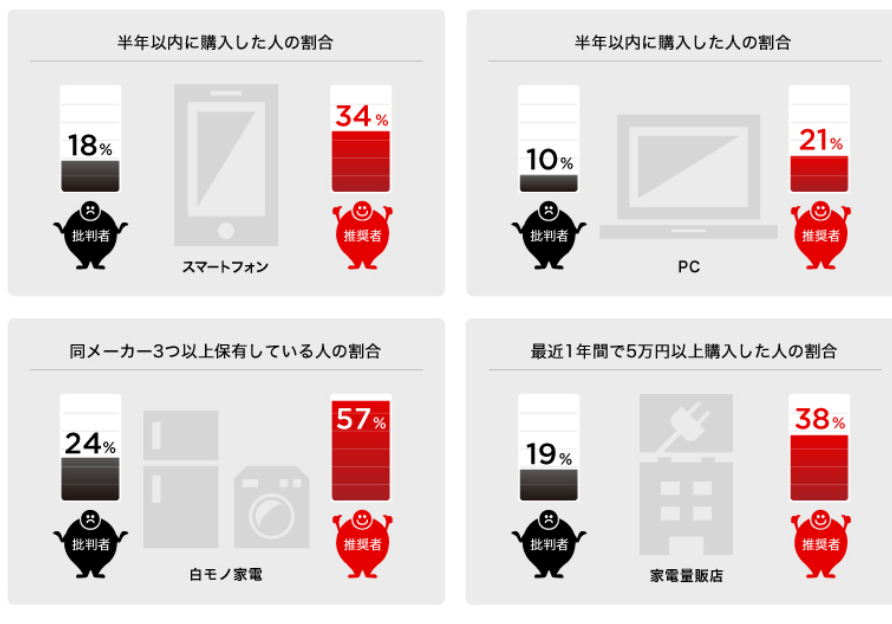 半年以内に購入した人の割合
18%
34%
批判者
推奨者
スマートフォン
半年以内に購入した人の割合
10%
21%
批判者
推奨者
PC
同メーカー3つ以上保有している人の割合
24%
57%
批判者
推奨者
白モノ家電
最近1年間で5万円以上購入した人の割合
19%
38%
批判者
推奨者
家電量販店